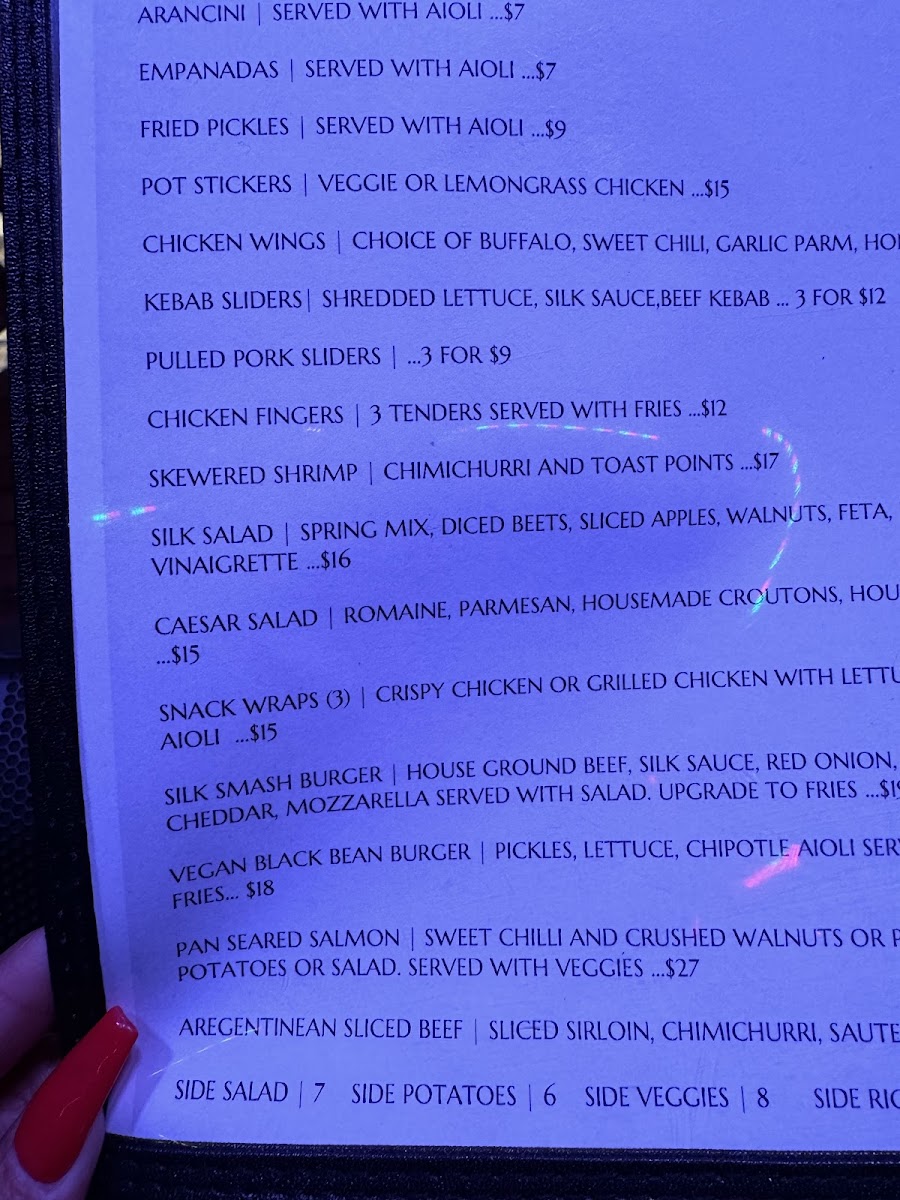 ARANCINI | SERVED WITH AIOLI ...$7
EMPANADAS | SERVED WITH AIOLI ...$7
FRIED PICKLES | SERVED WITH AIOLI ...$9
POT STICKERS | VEGGIE OR LEMONGRASS CHICKEN ...$15
CHICKEN WINGS | CHOICE OF BUFFALO, SWEET CHILI, GARLIC PARM,
KEBAB SLIDERS| SHREDDED LETTUCE, SILK SAUCE,BEEF KEBAB ... 3 FOR $12
PULLED PORK SLIDERS | ...3 FOR $9
CHICKEN FINGERS | 3 TENDERS SERVED WITH FRIES ...$12
SKEWERED SHRIMP | CHIMICHURRI AND TOAST POINTS ...$17
SILK SALAD | SPRING MIX, DICED BEETS, SLICED APPLES, WALNUTS, FETA,
VINAIGRETTE ...$16
CAESAR SALAD | ROMAINE, PARMESAN, HOUSEMADE CROUTONS,
...$15
SNACK WRAPS (3) | CRISPY CHICKEN OR GRILLED CHICKEN WITH
AIOLI ...$15
SILK SMASH BURGER | HOUSE GROUND BEEF, SILK SAUCE, RED ONION,
CHEDDAR, MOZZARELLA SERVED WITH SALAD. UPGRADE TO FRIES
VEGAN BLACK BEAN BURGER | PICKLES, LETTUCE, CHIPOTLE AIOLI
FRIES... $18
PAN SEARED SALMON | SWEET CHILLI AND CRUSHED WALNUTS OR
POTATOES OR SALAD. SERVED WITH VEGGIES ...$27
AREGENTINEAN SLICED BEEF | SLICED SIRLOIN, CHIMICHURRI,
SIDE SALAD | 7 SIDE POTATOES | 6 SIDE VEGGIES | 8 SIDE